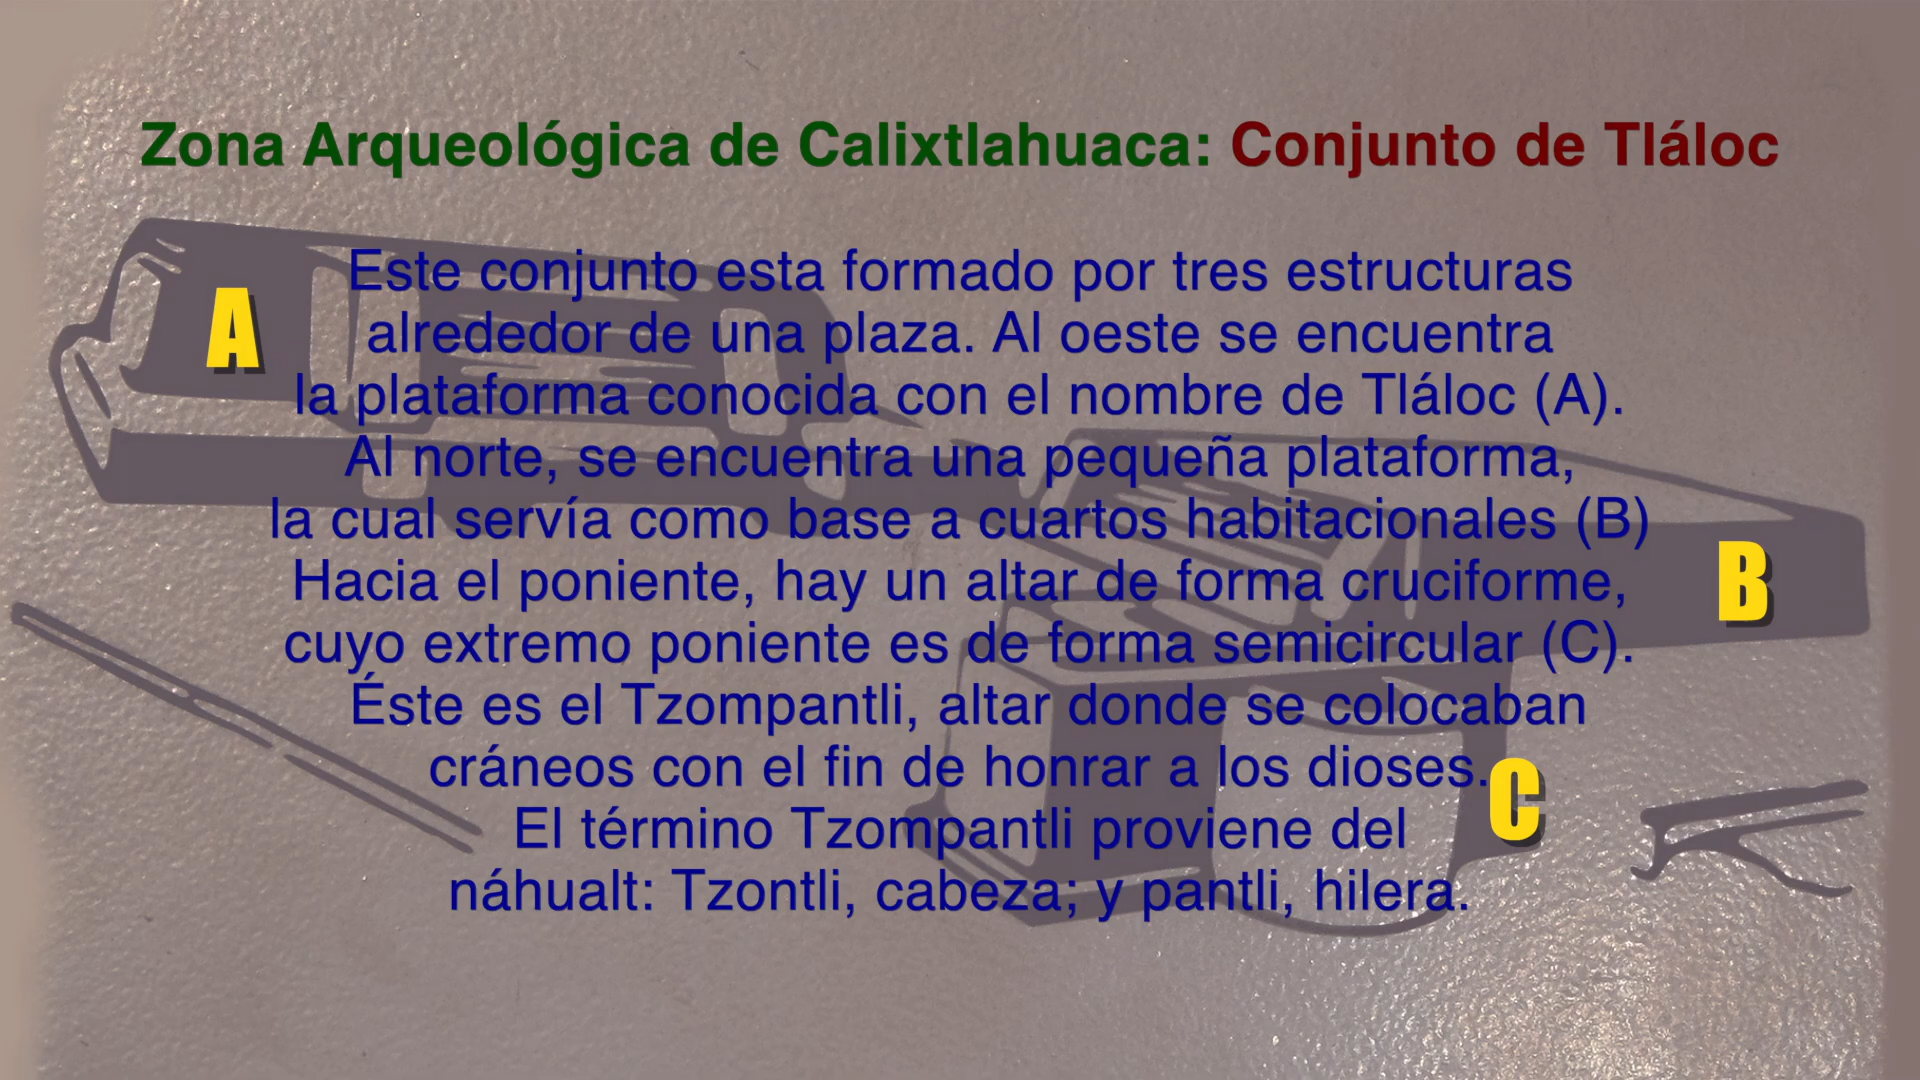 Zona Arqueológica de Calixtlahuaca: Conjunto de Tláloc
Este conjunto esta formado por tres estructuras
alrededor de una plaza. Al oeste se encuentra
la plataforma conocida con el nombre de Tláloc (A).
Al norte, se encuentra una pequeña plataforma,
la cual servía como base a cuartos habitacionales (B)
Hacia el poniente, hay un altar de forma cruciforme,
cuyo extremo poniente es de forma semicircular (C).
Éste es el Tzompantli, altar donde se colocaban
cráneos con el fin de honrar a los dioses.
El término Tzompantli proviene del
náhualt: Tzontli, cabeza; y pantli, hilera.
A
B
C